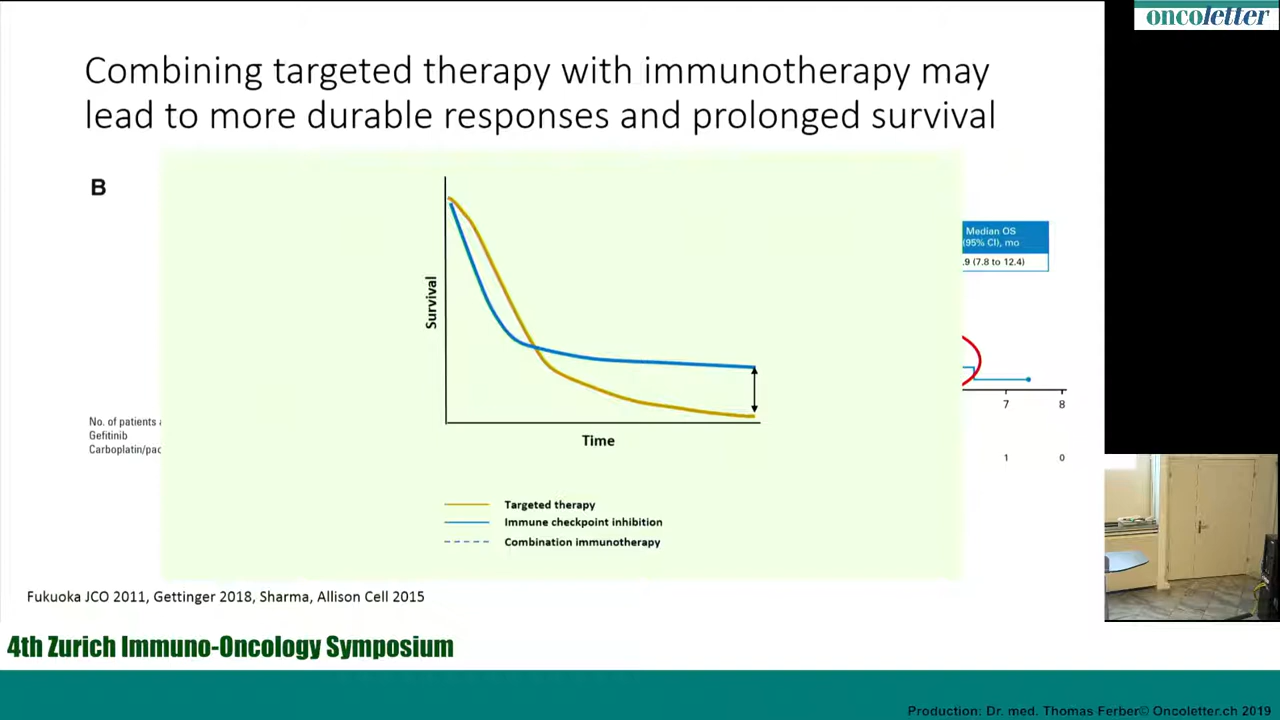 oncoletter
Combining targeted therapy with immunotherapy may
lead to more durable responses and prolonged survival
B
Median OS
(95% CI), mo
.9 (7.8 to 12.4)
Survival
Time
7 8
No. of patients
Gefitinib
Carboplatin/pac
1 0
Targeted therapy
Immune checkpoint inhibition
Combination immunotherapy
Fukuoka JCO 2011, Gettinger 2018, Sharma, Allison Cell 2015
4th Zurich Immuno-Oncology Symposium
Production: Dr. med. Thomas Ferber© Oncoletter.ch 2019